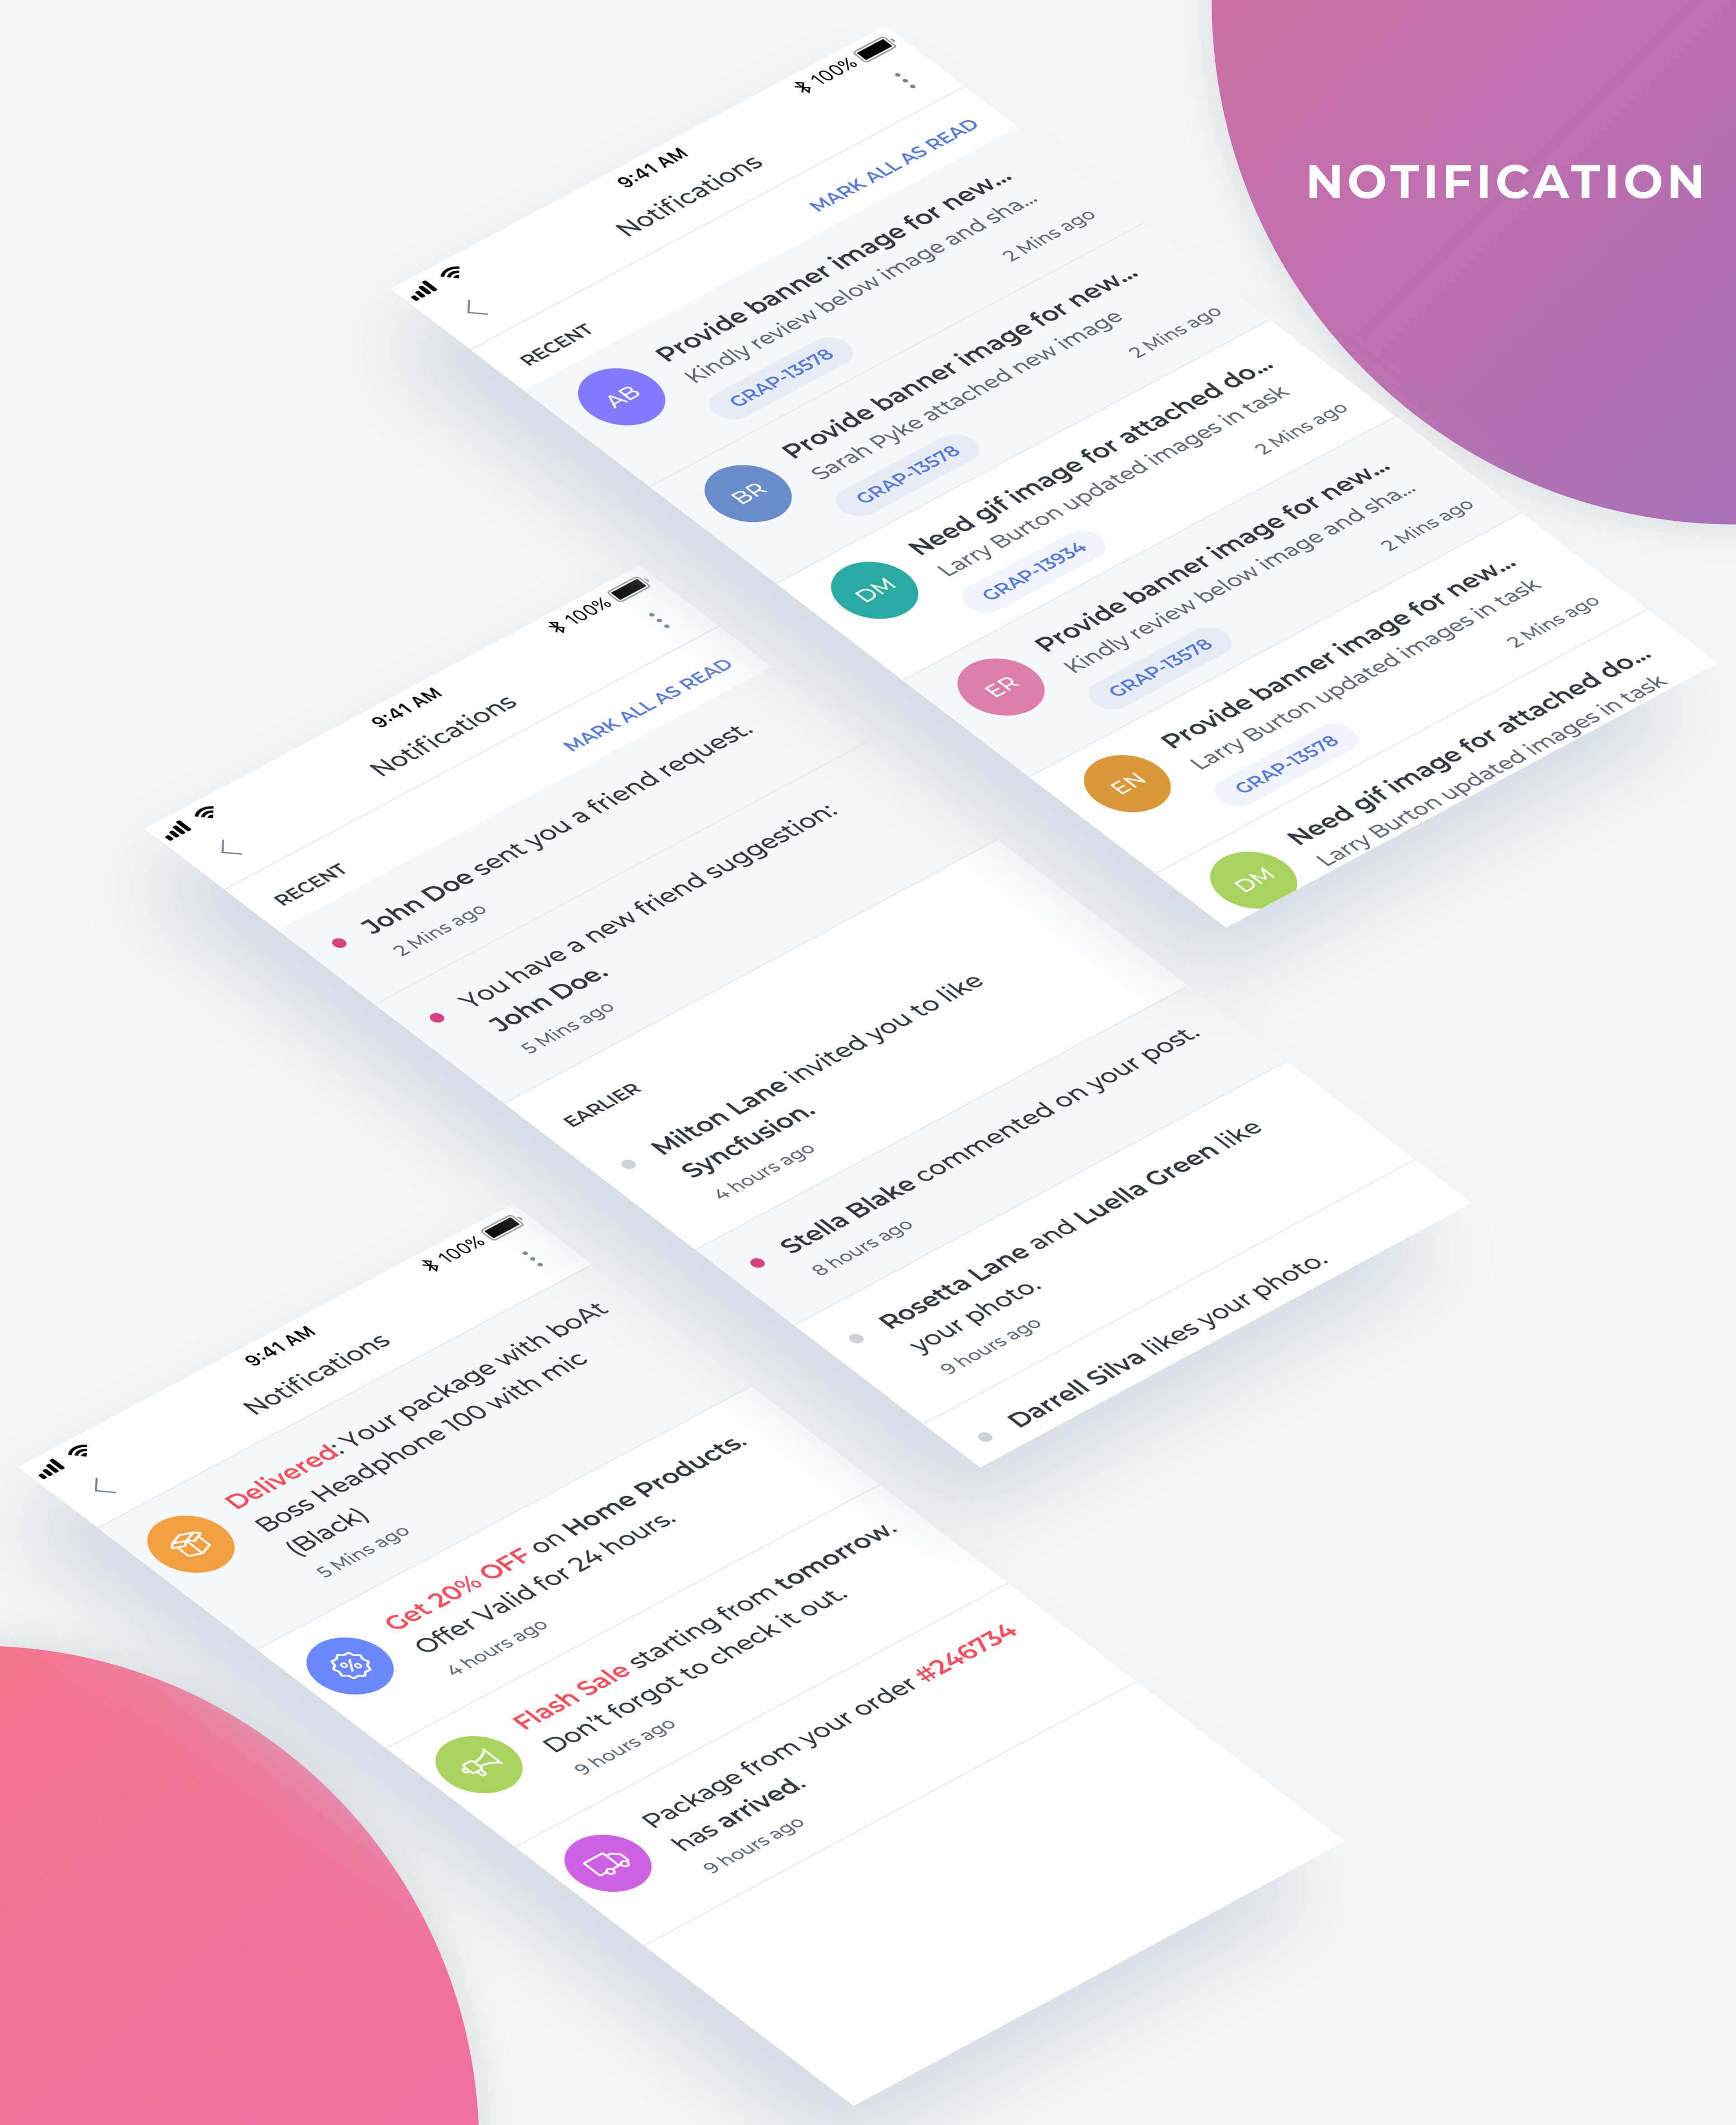 NOTIFICATION
9:41 AM
100%
Notifications
RECENT
MARK ALL AS READ
AB
Provide banner image for new...
Kindly review below image and sha...
GRAP-13578
2 Mins ago
BR
Provide banner image for new...
Sarah Pyke attached new image
GRAP-13578
2 Mins ago
DM
Need gif image for attached do...
Larry Burton updated images in task
GRAP-13934
2 Mins ago
ER
Provide banner image for new...
Kindly review below image and sha...
GRAP-13578
2 Mins ago
EN
Provide banner image for new...
Larry Burton updated images in task
GRAP-13578
2 Mins ago
DM
Need gif image for attached do...
Larry Burton updated images in task
9:41 AM
100%
Notifications
RECENT
MARK ALL AS READ
John Doe sent you a friend request.
2 Mins ago
You have a new friend suggestion:
John Doe.
5 Mins ago
EARLIER
Milton Lane invited you to like
Syncfusion.
4 hours ago
Stella Blake commented on your post.
8 hours ago
Rosetta Lane and Luella Green like
your photo.
9 hours ago
Darrell Silva likes your photo.
9:41 AM
100%
Notifications
Delivered: Your package with boAt
Boss Headphone 100 with mic
(Black)
5 Mins ago
Get 20% OFF on Home Products.
Offer Valid for 24 hours.
4 hours ago
Flash Sale starting from tomorrow.
Don't forgot to check it out.
9 hours ago
Package from your order #246734
has arrived.
9 hours ago